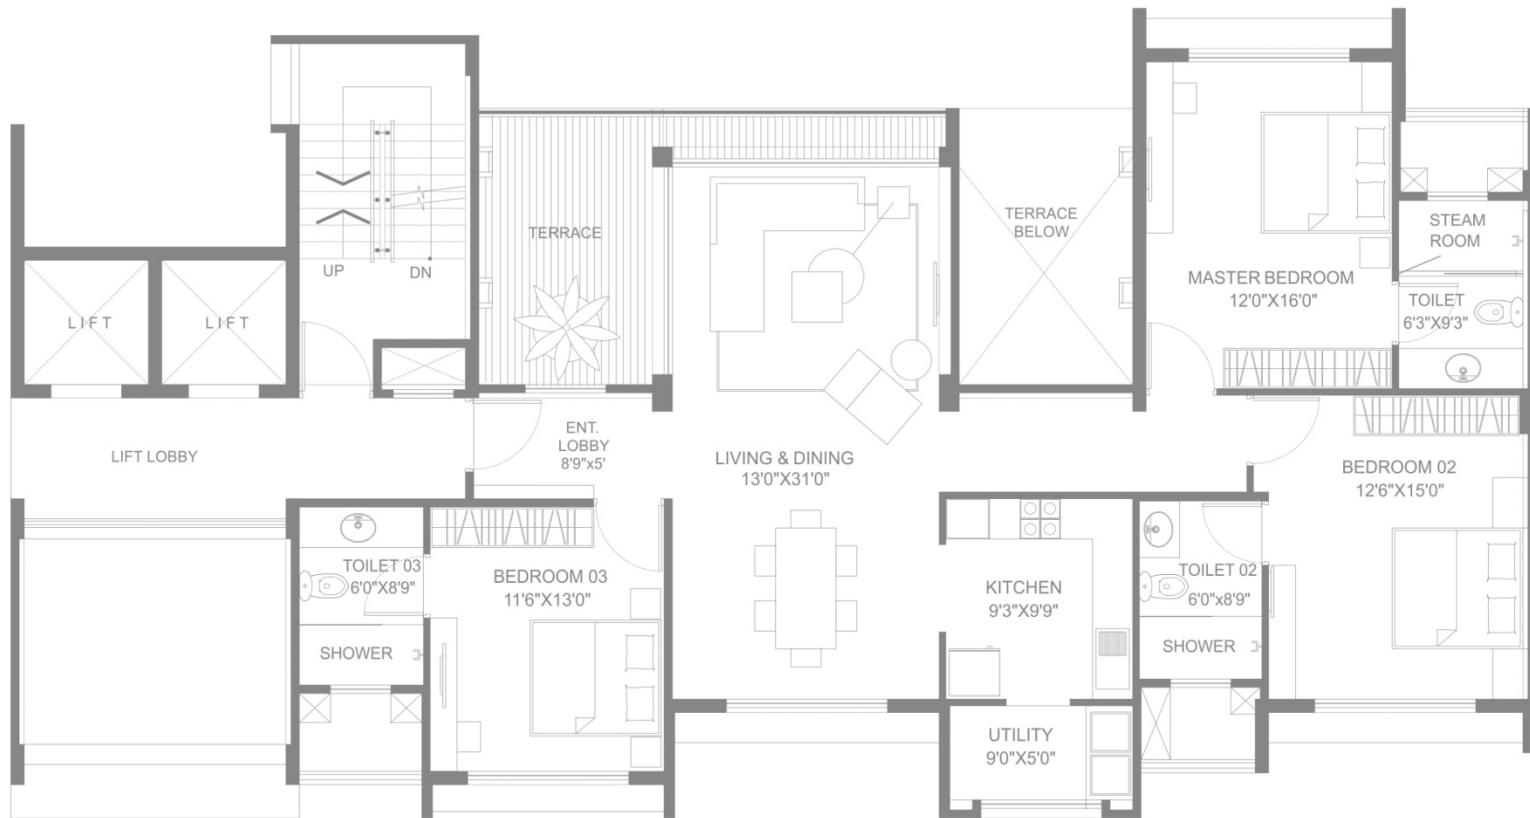 UP
DN
LIFT
LIFT
LIFT LOBBY
TERRACE
ENT.
LOBBY
8'9"x5'
LIVING & DINING
13'0"X31'0"
TERRACE
BELOW
MASTER BEDROOM
12'0"X16'0"
STEAM
ROOM
TOILET
6'3"X9'3"
BEDROOM 02
12'6"X15'0"
TOILET 03
6'0"X8'9"
SHOWER
BEDROOM 03
11'6"X13'0"
KITCHEN
9'3"X9'9"
UTILITY
9'0"X5'0"
TOILET 02
6'0"x8'9"
SHOWER